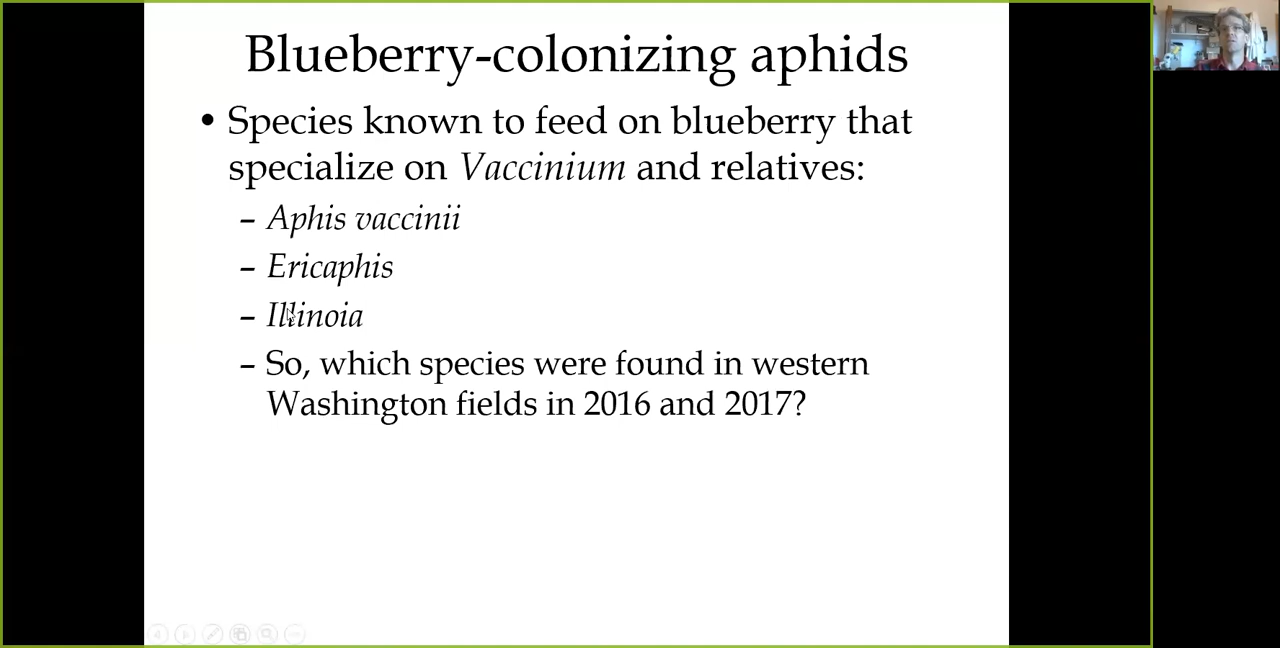 Blueberry-colonizing aphids
• Species known to feed on blueberry that
specialize on Vaccinium and relatives:
– Aphis vaccinii
– Ericaphis
– Illinoia
– So, which species were found in western
Washington fields in 2016 and 2017?